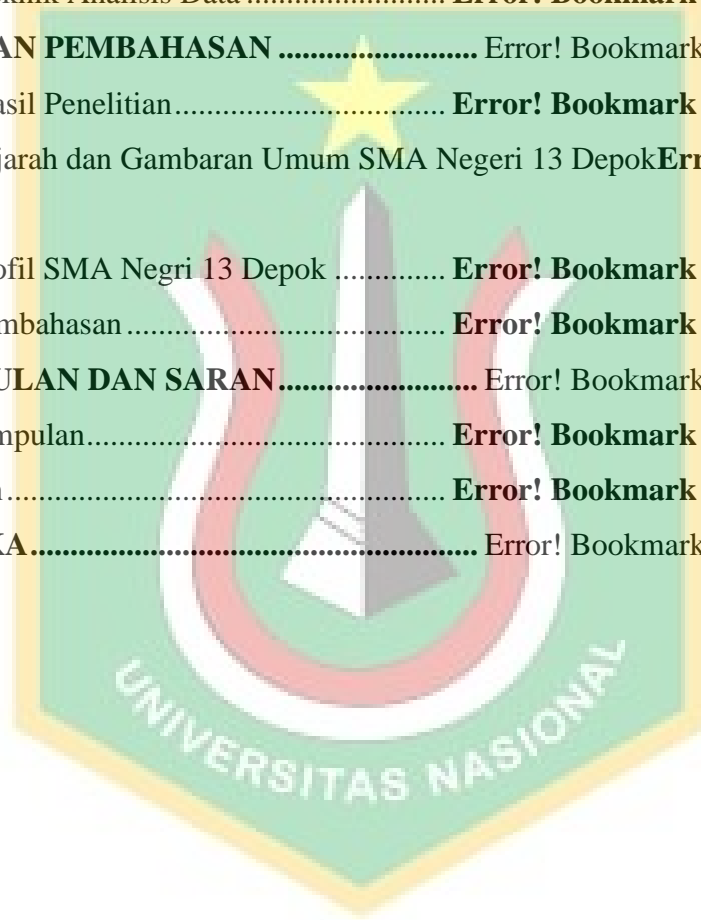 knik Analisis Data ........................ Error! Bookmark
AN PEMBAHASAN ......................... Error! Bookmark
asil Penelitian.................................. Error! Bookmark
jarah dan Gambaran Umum SMA Negeri 13 DepokErr
ofil SMA Negri 13 Depok .............. Error! Bookmark
mbahasan ........................................ Error! Bookmark
ULAN DAN SARAN......................... Error! Bookmark
mpulan............................................. Error! Bookmark
....................................................... Error! Bookmark
KA........................................................ Error! Bookmark
UNIVERSITAS NASIONAL